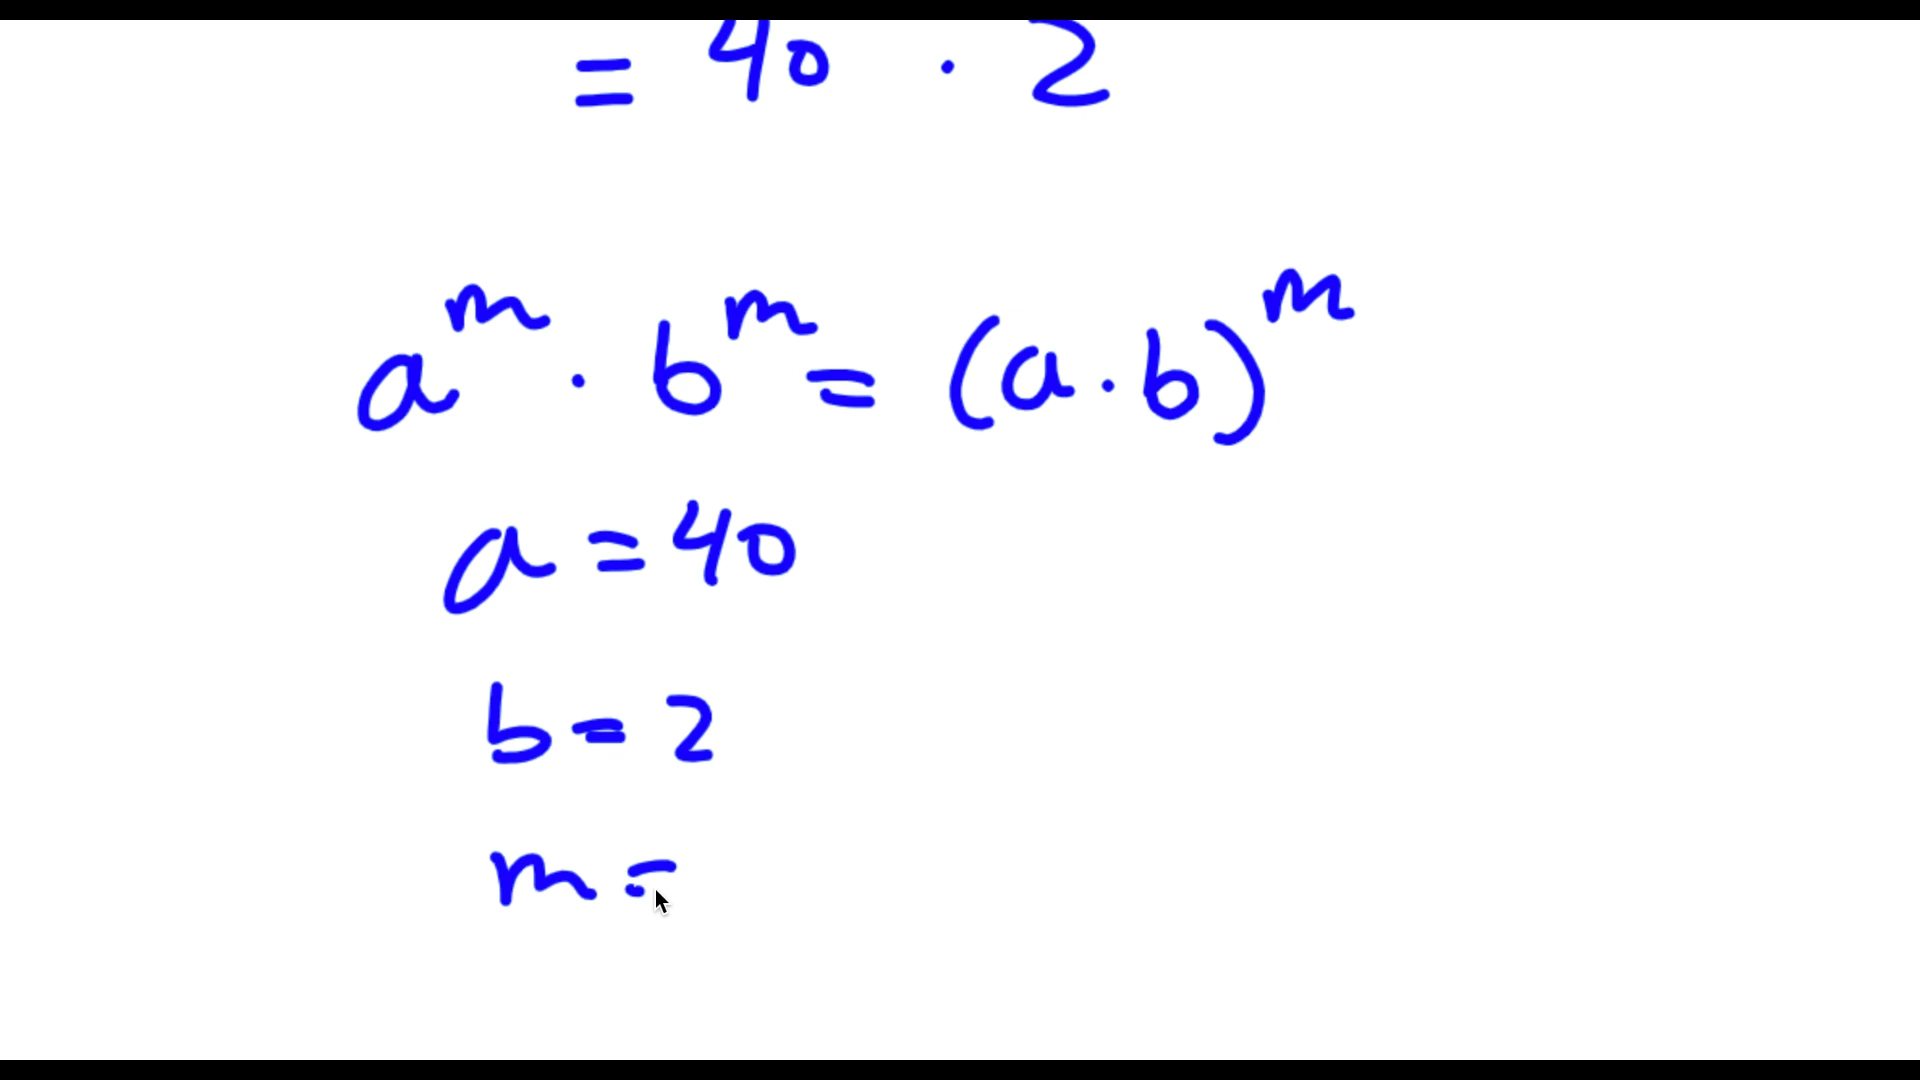 = 40 · 2
a^m · b^m = (a · b)^m
a = 40
b = 2
m =